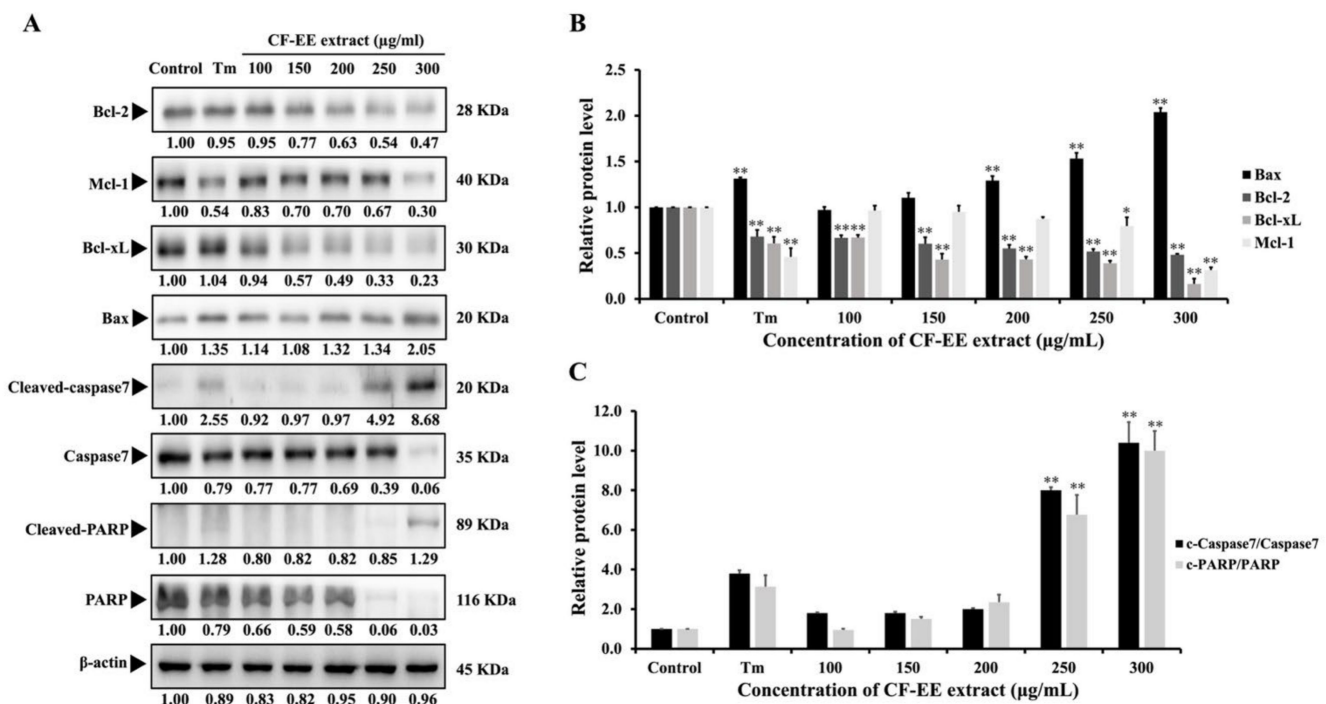 A
CF-EE extract (µg/ml)
Control Tm 100 150 200 250 300
Bcl-2 28 KDa
1.00 0.95 0.95 0.77 0.63 0.54 0.47
Mcl-1 40 KDa
1.00 0.54 0.83 0.70 0.70 0.67 0.30
Bcl-xL 30 KDa
1.00 1.04 0.94 0.57 0.49 0.33 0.23
Bax 20 KDa
1.00 1.35 1.14 1.08 1.32 1.34 2.05
Cleaved-caspase7 20 KDa
1.00 2.55 0.92 0.97 0.97 4.92 8.68
Caspase7 35 KDa
1.00 0.79 0.77 0.77 0.69 0.39 0.06
Cleaved-PARP 89 KDa
1.00 1.28 0.80 0.82 0.82 0.85 1.29
PARP 116 KDa
1.00 0.79 0.66 0.59 0.58 0.06 0.03
β-actin 45 KDa
1.00 0.89 0.83 0.82 0.95 0.90 0.96
B
Relative protein level
2.5
2.0
1.5
1.0
0.5
0.0
** ** ** **
****
** **
** ** **
** ** ** *
** ** ** **
Control Tm 100 150 200 250 300
Concentration of CF-EE extract (µg/mL)
Bax
Bcl-2
Bcl-xL
Mcl-1
C
Relative protein level
12.0
10.0
8.0
6.0
4.0
2.0
0.0
** **
** **
Control Tm 100 150 200 250 300
Concentration of CF-EE extract (µg/mL)
c-Caspase7/Caspase7
c-PARP/PARP